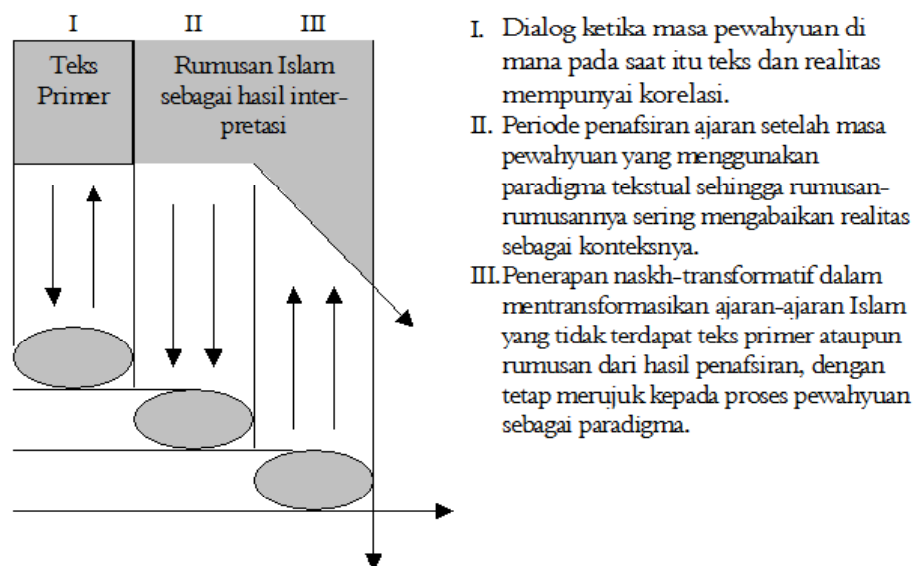 I II III
Teks
Primer
Rumusan Islam
sebagai hasil inter-
pretasi
I. Dialog ketika masa pewahyuan di
mana pada saat itu teks dan realitas
mempunyai korelasi.
II. Periode penafsiran ajaran setelah masa
pewahyuan yang menggunakan
paradigma tekstual sehingga rumusan-
rumusannya sering mengabaikan realitas
sebagai konteksnya.
III.Penerapan naskh-transformatif dalam
mentransformasikan ajaran-ajaran Islam
yang tidak terdapat teks primer ataupun
rumusan dari hasil penafsiran, dengan
tetap merujuk kepada proses pewahyuan
sebagai paradigma.